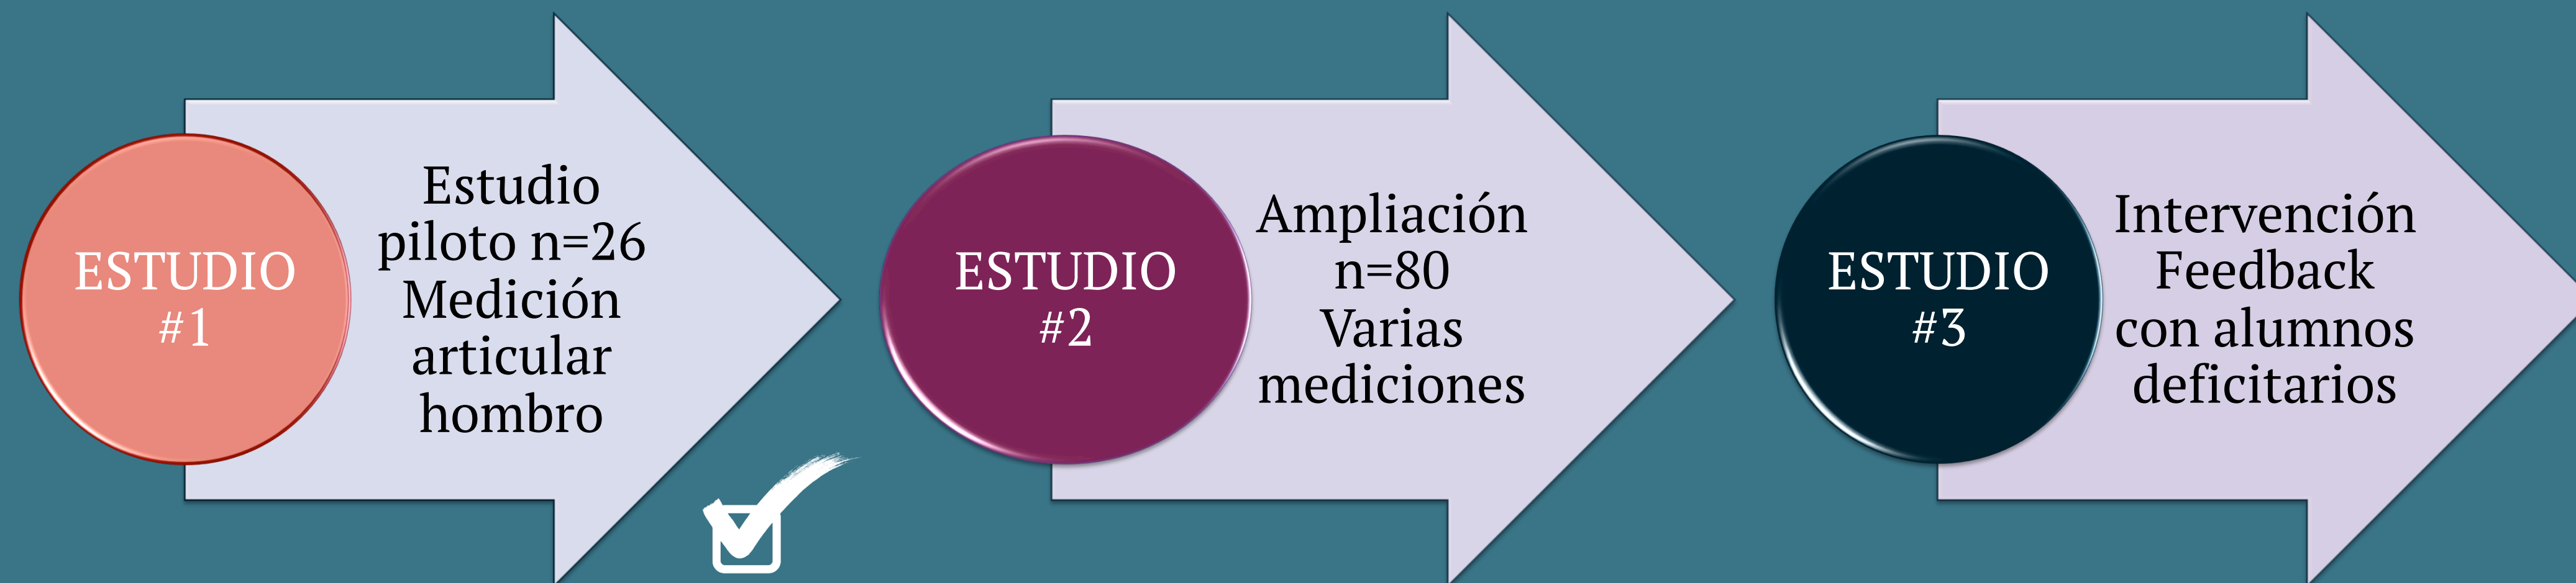 ESTUDIO
#1
Estudio
piloto n=26
Medición
articular
hombro
ESTUDIO
#2
Ampliación
n=80
Varias
mediciones
ESTUDIO
#3
Intervención
Feedback
con alumnos
deficitarios